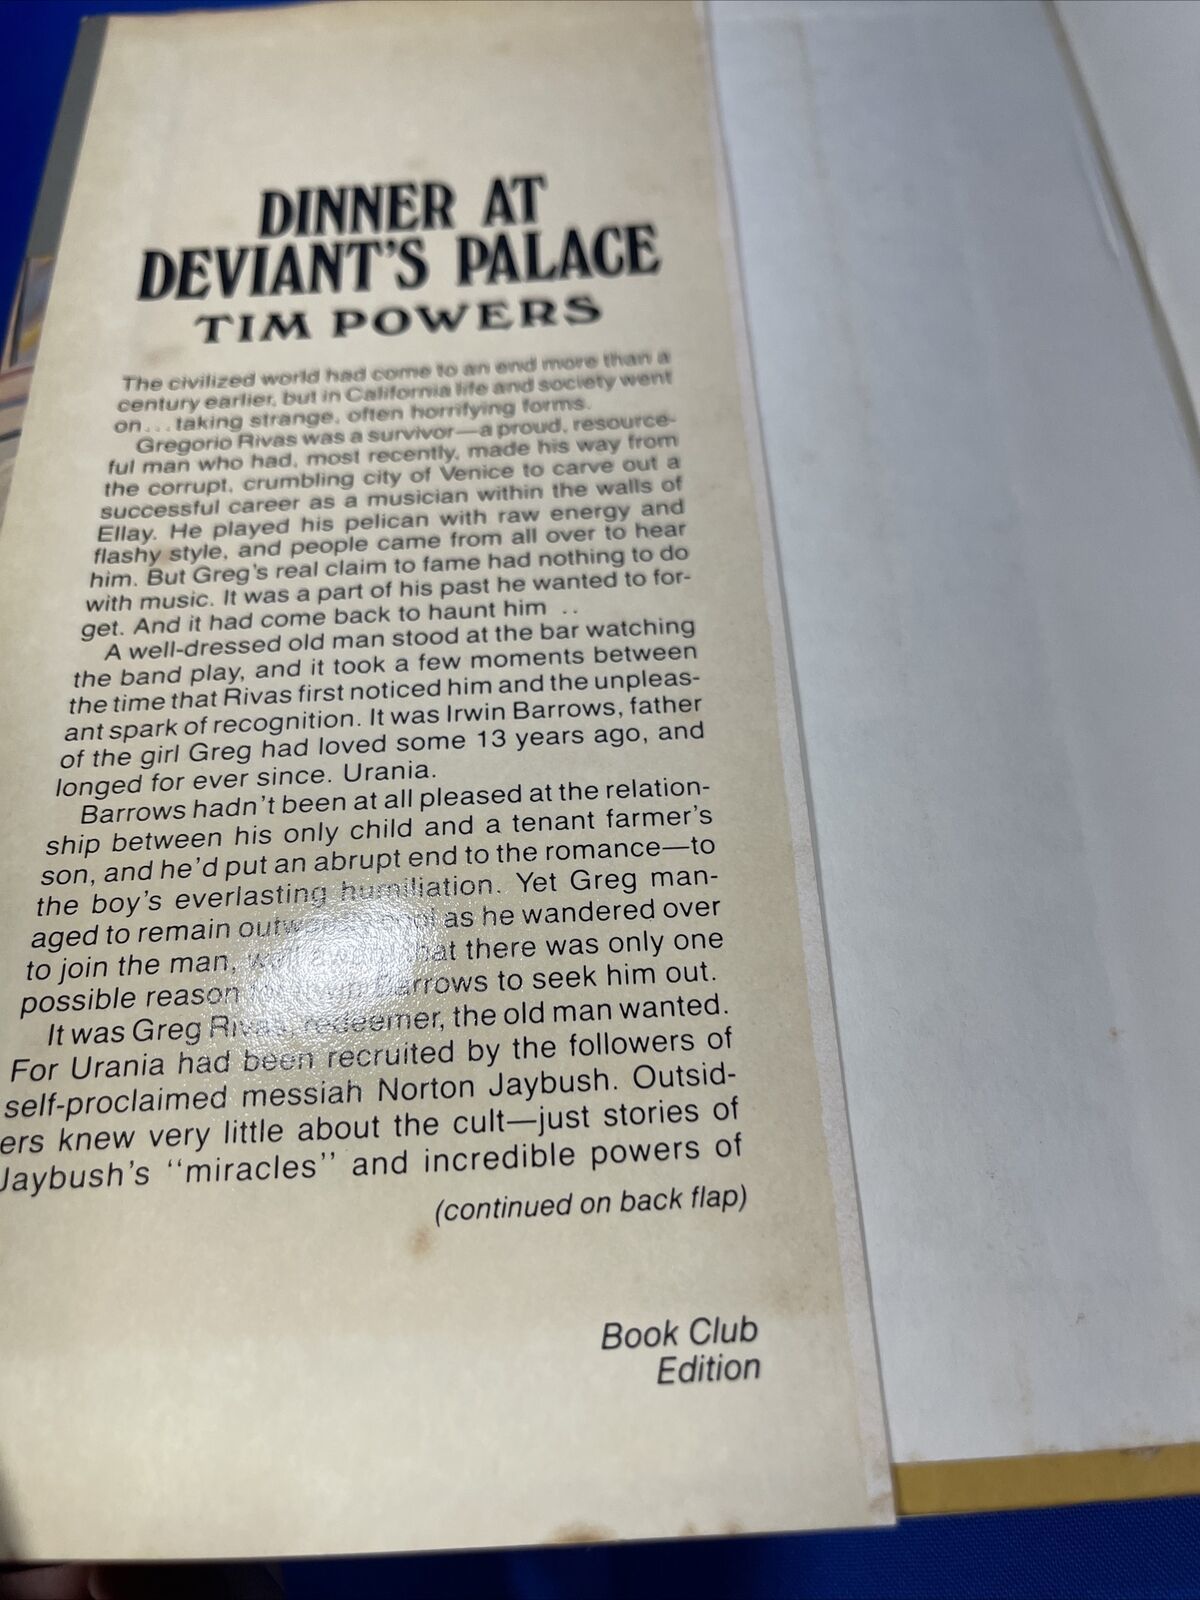 DINNER AT
DEVIANT'S PALACE
TIM POWERS
The civilized world had come to an end more than a
century earlier, but in California life and society went
on... taking strange, often horrifying forms.
Gregorio Rivas was a survivor—a proud, resource-
ful man who had, most recently, made his way from
the corrupt, crumbling city of Venice to carve out a
successful career as a musician within the walls of
Ellay. He played his pelican with raw energy and
flashy style, and people came from all over to hear
him. But Greg's real claim to fame had nothing to do
with music. It was a part of his past he wanted to for-
get. And it had come back to haunt him ..
A well-dressed old man stood at the bar watching
the band play, and it took a few moments between
the time that Rivas first noticed him and the unpleas-
ant spark of recognition. It was Irwin Barrows, father
of the girl Greg had loved some 13 years ago, and
longed for ever since. Urania.
Barrows hadn't been at all pleased at the relation-
ship between his only child and a tenant farmer's
son, and he'd put an abrupt end to the romance—to
the boy's everlasting humiliation. Yet Greg man-
aged to remain as he wandered over
to join the man, that there was only one
possible reason Barrows to seek him out.
It was Greg Rivas, redeemer, the old man wanted.
For Urania had been recruited by the followers of
self-proclaimed messiah Norton Jaybush. Outsid-
ers knew very little about the cult—just stories of
Jaybush's "miracles" and incredible powers of
(continued on back flap)
Book Club
Edition